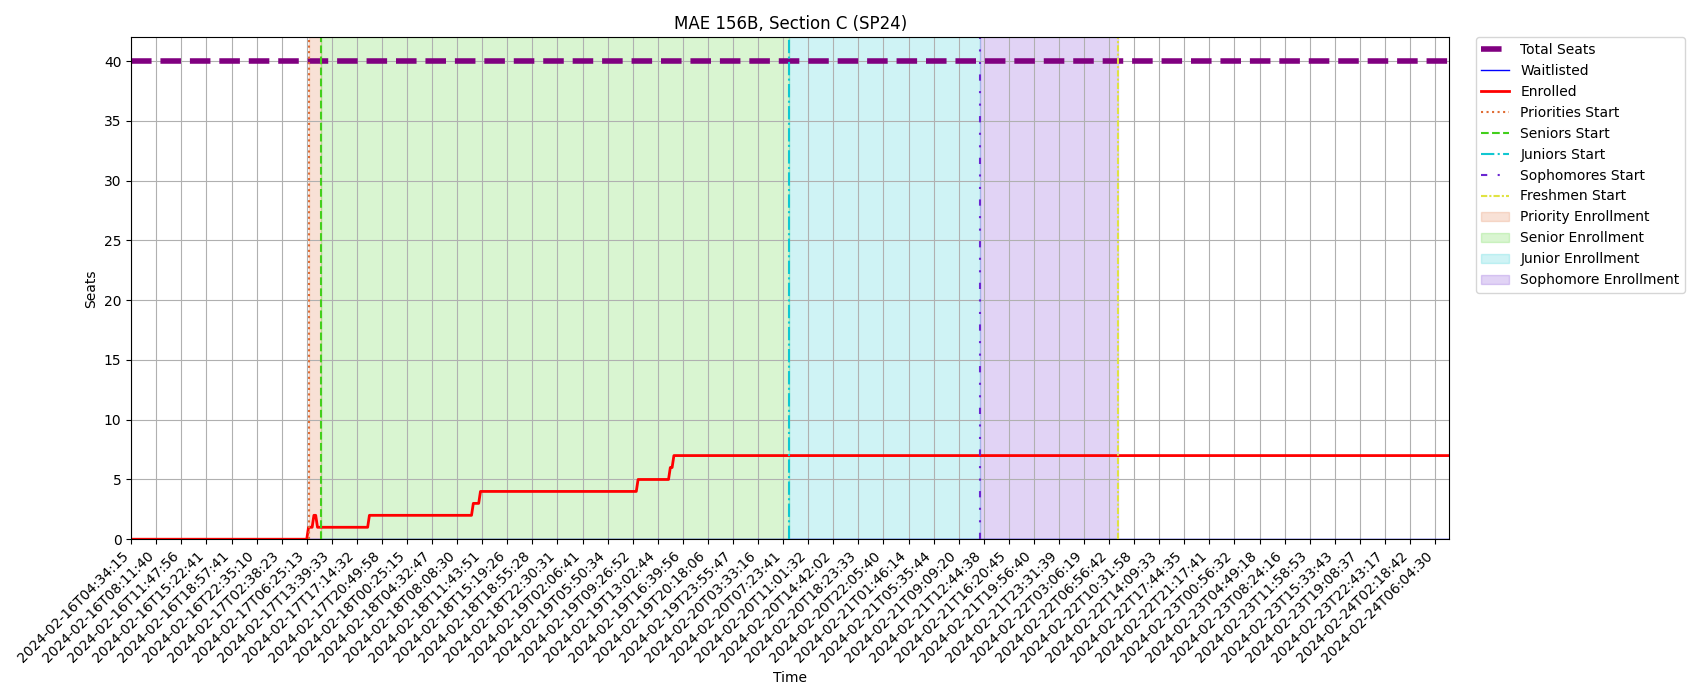 MAE 156B, Section C (SP24)
Seats
40
35
30
25
20
15
10
5
0
2024-02-16T04:34:15
2024-02-16T08:11:40
2024-02-16T11:47:56
2024-02-16T15:22:41
2024-02-16T18:57:41
2024-02-16T22:35:10
2024-02-17T02:38:23
2024-02-17T06:25:13
2024-02-17T13:39:33
2024-02-17T17:14:32
2024-02-17T20:49:58
2024-02-18T00:25:15
2024-02-18T04:32:47
2024-02-18T08:08:30
2024-02-18T11:43:51
2024-02-18T15:19:26
2024-02-18T18:55:28
2024-02-18T22:30:31
2024-02-19T02:06:41
2024-02-19T05:50:34
2024-02-19T09:26:52
2024-02-19T13:02:44
2024-02-19T16:39:56
2024-02-19T20:18:06
2024-02-19T23:55:47
2024-02-20T03:33:16
2024-02-20T07:23:41
2024-02-20T11:01:32
2024-02-20T14:42:02
2024-02-20T18:23:33
2024-02-20T22:05:40
2024-02-21T01:46:14
2024-02-21T05:35:44
2024-02-21T09:09:20
2024-02-21T12:44:38
2024-02-21T16:20:45
2024-02-21T19:56:40
2024-02-21T23:31:39
2024-02-22T03:06:19
2024-02-22T06:56:42
2024-02-22T10:31:58
2024-02-22T14:09:33
2024-02-22T17:44:35
2024-02-22T21:17:41
2024-02-23T00:56:32
2024-02-23T04:49:18
2024-02-23T08:24:16
2024-02-23T11:58:53
2024-02-23T15:33:43
2024-02-23T19:08:37
2024-02-23T22:43:17
2024-02-24T02:18:42
2024-02-24T06:04:30
Time
Total Seats
Waitlisted
Enrolled
Priorities Start
Seniors Start
Juniors Start
Sophomores Start
Freshmen Start
Priority Enrollment
Senior Enrollment
Junior Enrollment
Sophomore Enrollment